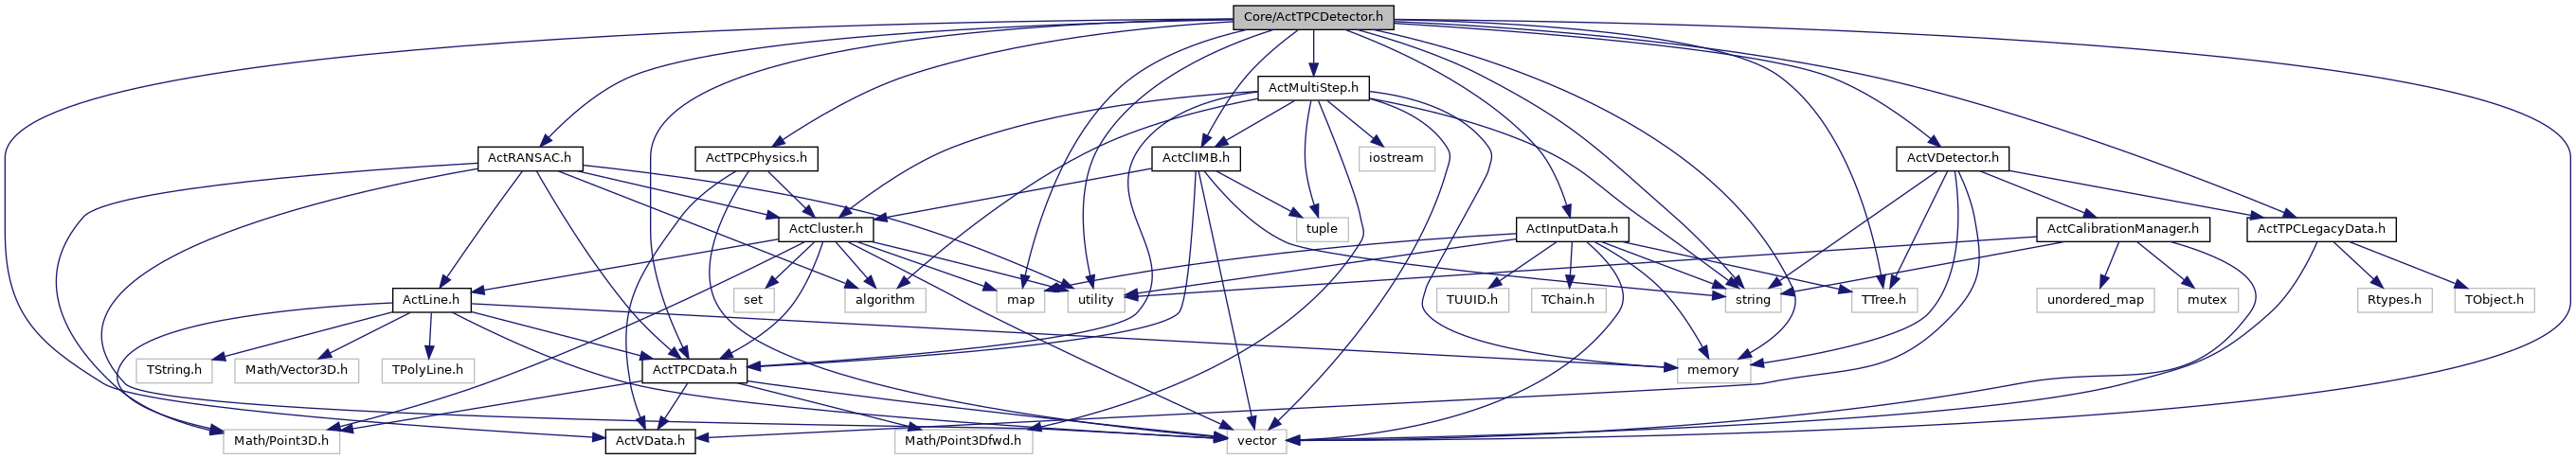 Core/ActTPCDetector.h
ActMultiStep.h
ActRANSAC.h
ActTPCPhysics.h
ActClIMB.h
iostream
ActVDetector.h
ActCluster.h
tuple
ActInputData.h
ActCalibrationManager.h
ActTPCLegacyData.h
ActLine.h
set
algorithm
map
utility
TUUID.h
TChain.h
string
TTree.h
unordered_map
mutex
Rtypes.h
TObject.h
TString.h
Math/Vector3D.h
TPolyLine.h
ActTPCData.h
memory
Math/Point3D.h
ActVData.h
Math/Point3Dfwd.h
vector